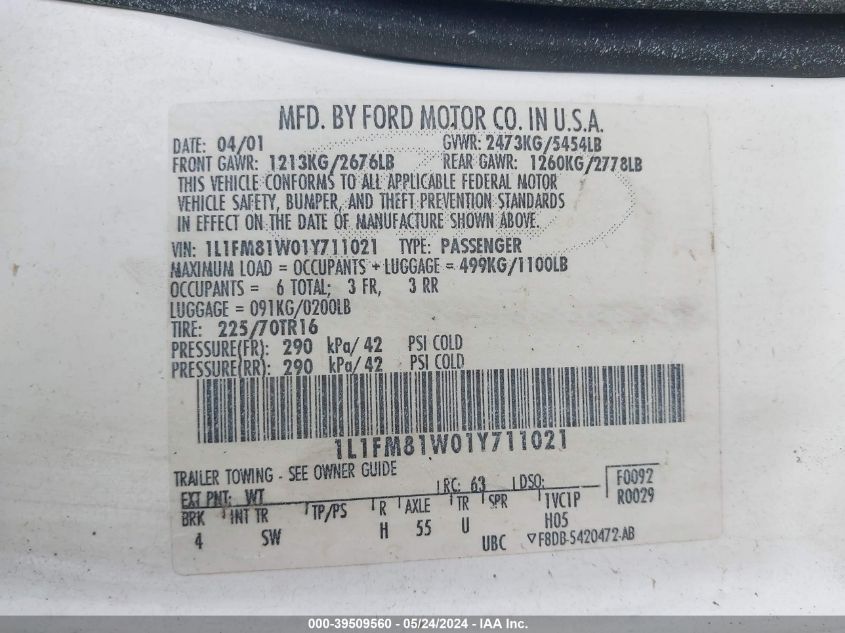 MFD. BY FORD MOTOR CO. IN U.S.A.
DATE: 04/01 GVWR: 2473KG/5454LB
FRONT GAWR: 1213KG/2676LB REAR GAWR: 1260KG/2778LB
THIS VEHICLE CONFORMS TO ALL APPLICABLE FEDERAL MOTOR
VEHICLE SAFETY, BUMPER, AND THEFT PREVENTION STANDARDS
IN EFFECT ON THE DATE OF MANUFACTURE SHOWN ABOVE.
VIN: 1L1FM81W01Y711021 TYPE: PASSENGER
MAXIMUM LOAD = OCCUPANTS + LUGGAGE = 499KG/1100LB
OCCUPANTS = 6 TOTAL; 3 FR, 3 RR
LUGGAGE = 091KG/0200LB
TIRE: 225/70TR16
PRESSURE(FR): 290 kPa/ 42 PSI COLD
PRESSURE(RR): 290 kPa/ 42 PSI COLD
1L1FM81W01Y711021
TRAILER TOWING - SEE OWNER GUIDE
EXT PNT: WT RC: 63 DSO: F0092
R0029
BRK INT TR TP/PS R AXLE TR SPR 1VC1P
4 SW H 55 U H05
UBC ▽F8DB-5420472-AB
000-39509560 - 05/24/2024 - IAAI Inc.